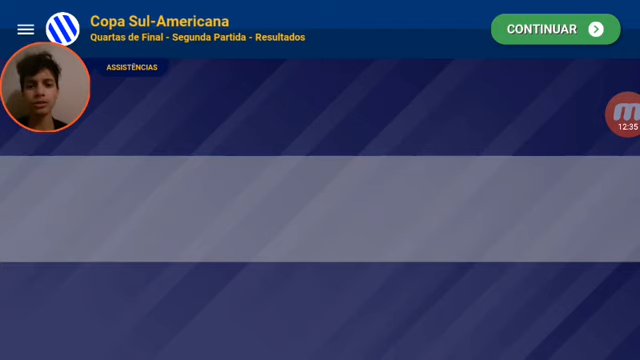 Copa Sul-Americana
Quartas de Final - Segunda Partida - Resultados
CONTINUAR
ASSISTÊNCIAS
12:35